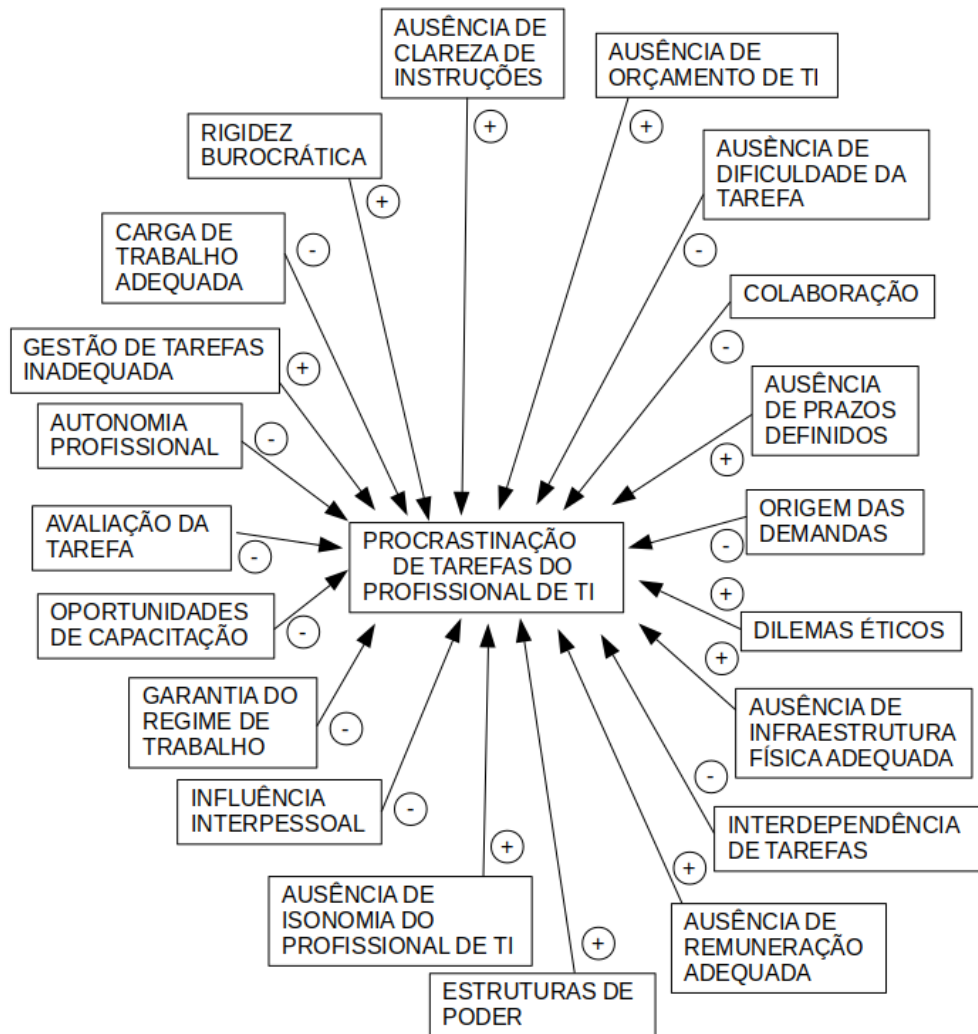 AUSÊNCIA DE
CLAREZA DE
INSTRUÇÕES
+
AUSÊNCIA DE
ORÇAMENTO DE TI
+
RIGIDEZ
BUROCRÁTICA
+
AUSÈNCIA DE
DIFICULDADE DA
TAREFA
-
CARGA DE
TRABALHO
ADEQUADA
-
COLABORAÇÃO
-
GESTÃO DE TAREFAS
INADEQUADA
+
AUSÊNCIA
DE PRAZOS
DEFINIDOS
+
AUTONOMIA
PROFISSIONAL
-
ORIGEM DAS
DEMANDAS
-
AVALIAÇÃO DA
TAREFA
-
PROCRASTINAÇÃO
DE TAREFAS DO
PROFISSIONAL DE TI
OPORTUNIDADES
DE CAPACITAÇÃO
-
+
DILEMAS ÉTICOS
+
AUSÊNCIA DE
INFRAESTRUTURA
FÍSICA ADEQUADA
GARANTIA DO
REGIME DE
TRABALHO
-
INFLUÊNCIA
INTERPESSOAL
-
-
INTERDEPENDÊNCIA
DE TAREFAS
+
AUSÊNCIA DE
ISONOMIA DO
PROFISSIONAL DE TI
+
AUSÊNCIA DE
REMUNERAÇÃO
ADEQUADA
+
ESTRUTURAS DE
PODER